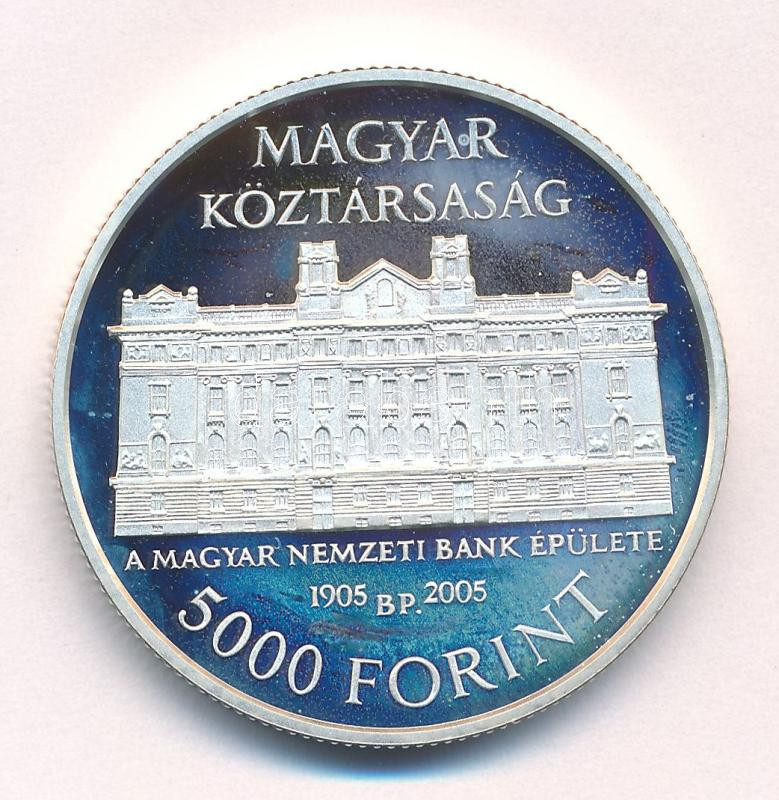 MAGYAR
KÖZTÁRSASÁG
A MAGYAR NEMZETI BANK ÉPÜLETE
1905 BP. 2005
5000 FORINT